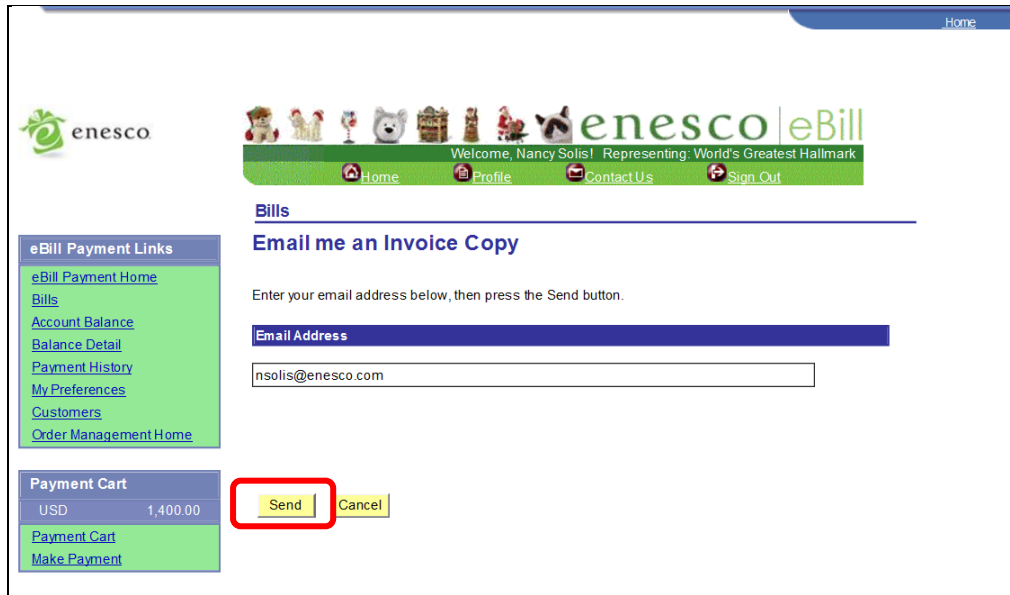 Home
enesco.
enesco eBill
Welcome, Nancy Solis! Representing: World's Greatest Hallmark
Home Profile Contact Us Sign Out
Bills
Email me an Invoice Copy
eBill Payment Links
eBill Payment Home
Bills
Account Balance
Balance Detail
Payment History
My Preferences
Customers
Order Management Home
Enter your email address below, then press the Send button.
Email Address
nsolis@enesco.com
Payment Cart
USD 1,400.00
Payment Cart
Make Payment
Send Cancel